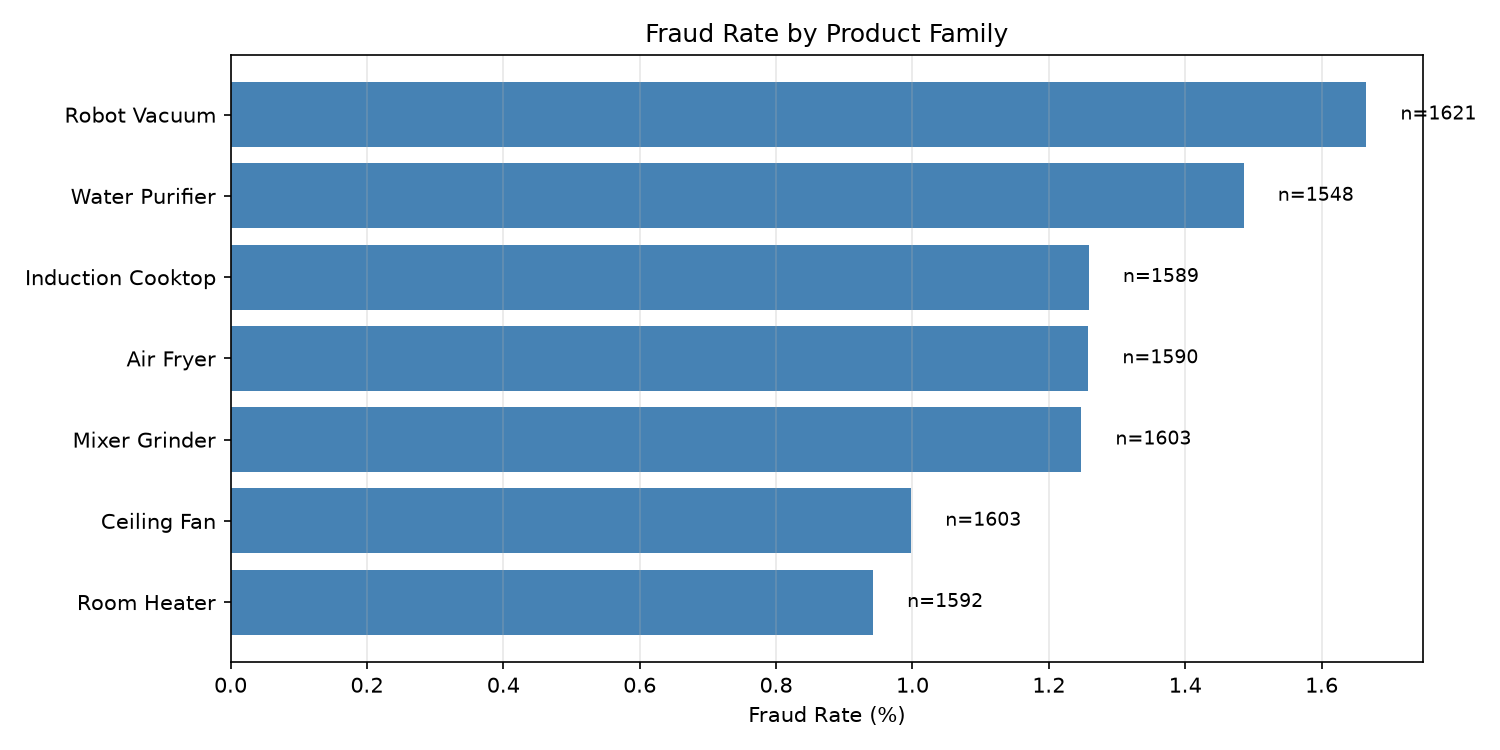 Fraud Rate by Product Family
Robot Vacuum
n=1621
Water Purifier
n=1548
Induction Cooktop
n=1589
Air Fryer
n=1590
Mixer Grinder
n=1603
Ceiling Fan
n=1603
Room Heater
n=1592
0.0 0.2 0.4 0.6 0.8 1.0 1.2 1.4 1.6
Fraud Rate (%)